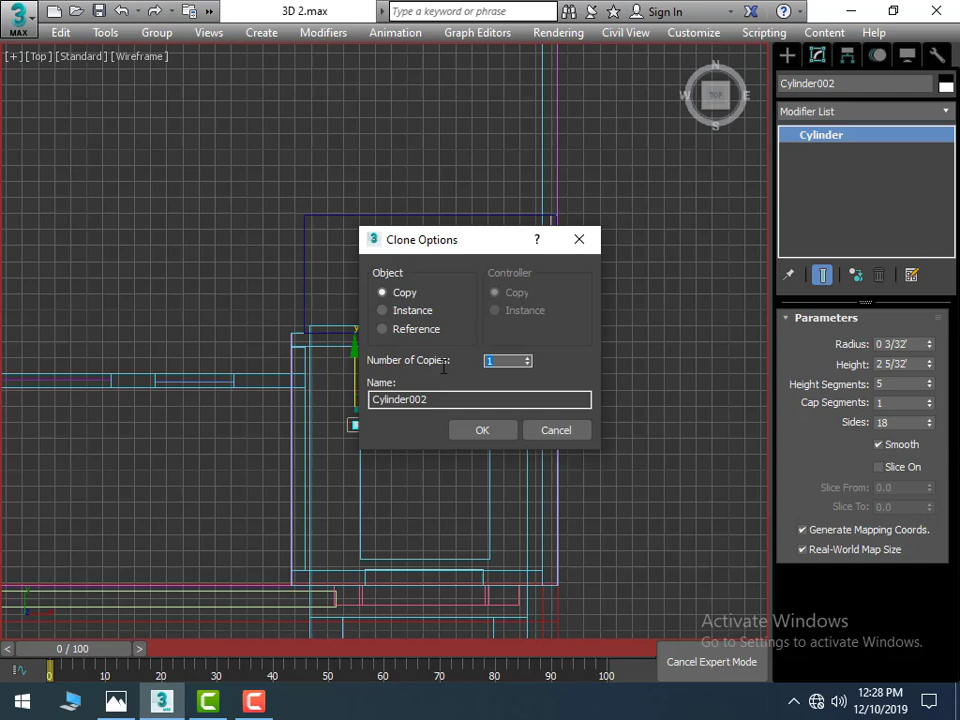 3D 2.max
Type a keyword or phrase
Sign In
MAX
Edit Tools Group Views Create Modifiers Animation Graph Editors Rendering Civil View Customize Scripting Content Help
[+] [Top] [Standard] [Wireframe]
N
W TOP E
S
Cylinder002
Modifier List
Cylinder
Clone Options
Object
Copy
Instance
Reference
Controller
Copy
Instance
Number of Copies:
1
Name:
Cylinder002
OK Cancel
Parameters
Radius: 0 3/32'
Height: 2 5/32'
Height Segments: 5
Cap Segments: 1
Sides: 18
Smooth
Slice On
Slice From: 0.0
Slice To: 0.0
Generate Mapping Coords.
Real-World Map Size
Activate Windows
Go to Settings to activate Windows.
0 / 100
Cancel Expert Mode
0 10 20 30 40 50 60 70 80 90 100
3
MAX
12:28 PM
12/10/2019